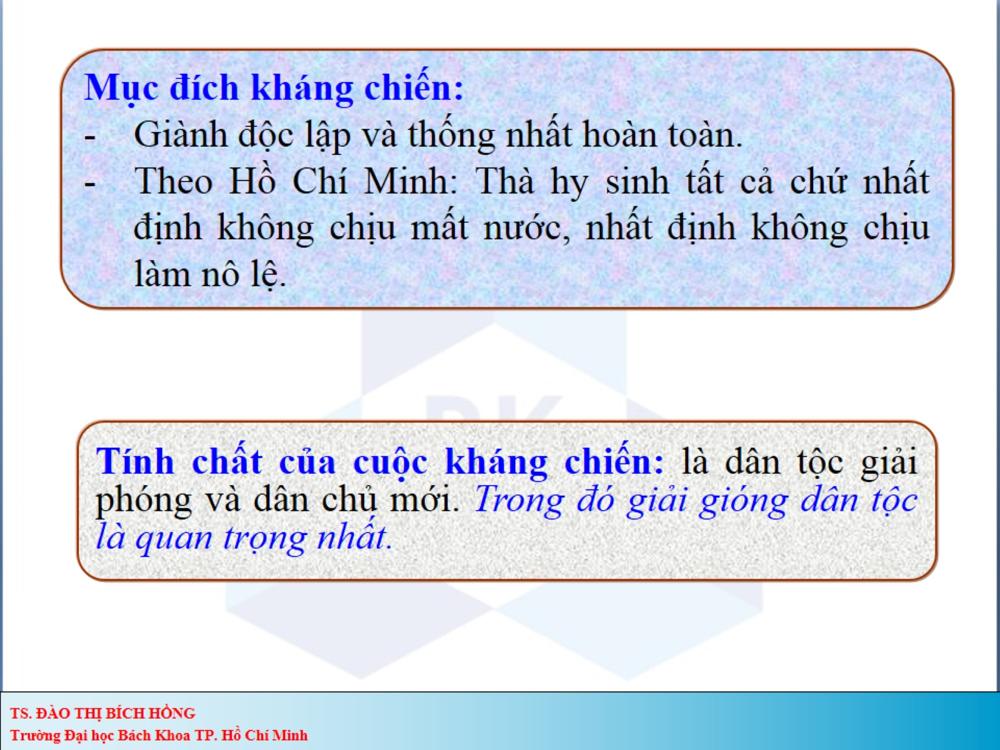 Mục đích kháng chiến:
- Giành độc lập và thống nhất hoàn toàn.
- Theo Hồ Chí Minh: Thà hy sinh tất cả chứ nhất
định không chịu mất nước, nhất định không chịu
làm nô lệ.
BK
Tính chất của cuộc kháng chiến: là dân tộc giải
phóng và dân chủ mới. Trong đó giải gióng dân tộc
là quan trọng nhất.
TS. ĐÀO THỊ BÍCH HỒNG
Trường Đại học Bách Khoa TP. Hồ Chí Minh